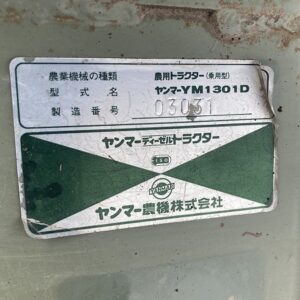 農業機械の種類 農用トラクター(乗用型)
型式名 ヤンマーYM1301D
製造番号 03031
ヤンマーディーゼルトラクター
ヤンマー農機株式会社